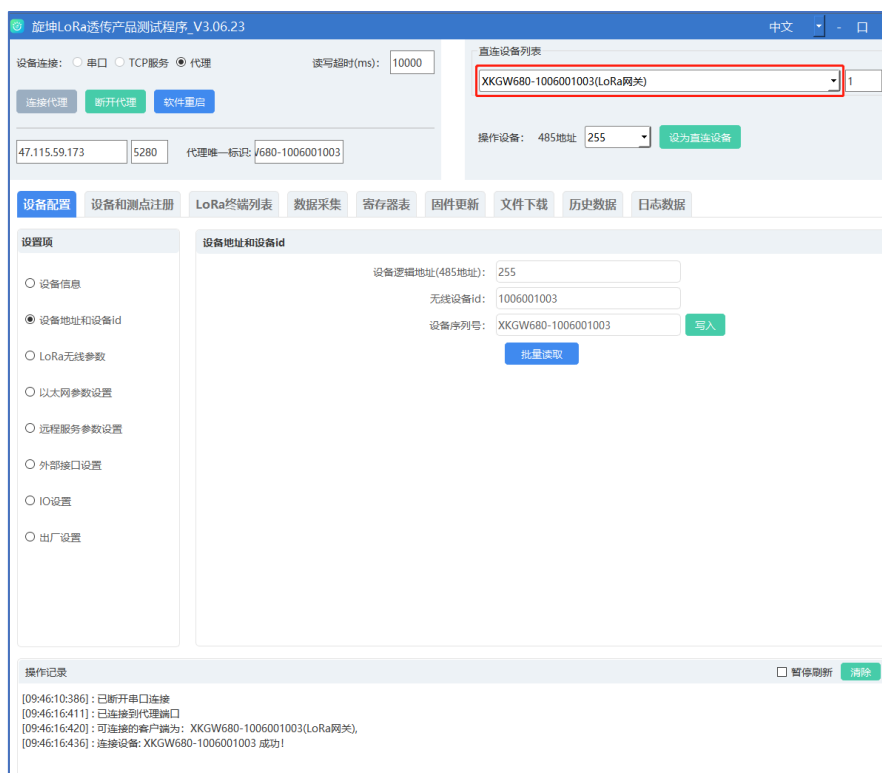 旋坤LoRa透传产品测试程序_V3.06.23 中文 - 口
设备连接: 串口 TCP服务 代理 读写超时(ms): 10000
连接代理 断开代理 软件重启
47.115.59.173 5280 代理唯一标识: /680-1006001003
直连设备列表
XKGW680-1006001003(LoRa网关) 1
操作设备: 485地址 255 设为直连设备
设备配置 设备和测点注册 LoRa终端列表 数据采集 寄存器表 固件更新 文件下载 历史数据 日志数据
设置项
设备信息
设备地址和设备id
LoRa无线参数
以太网参数设置
远程服务参数设置
外部接口设置
IO设置
出厂设置
设备地址和设备id
设备逻辑地址(485地址): 255
无线设备id: 1006001003
设备序列号: XKGW680-1006001003 写入
批量读取
操作记录 暂停刷新 清除
[09:46:10:386] : 已断开串口连接
[09:46:16:411] : 已连接到代理端口
[09:46:16:420] : 可连接的客户端为: XKGW680-1006001003(LoRa网关),
[09:46:16:436] : 连接设备: XKGW680-1006001003 成功!